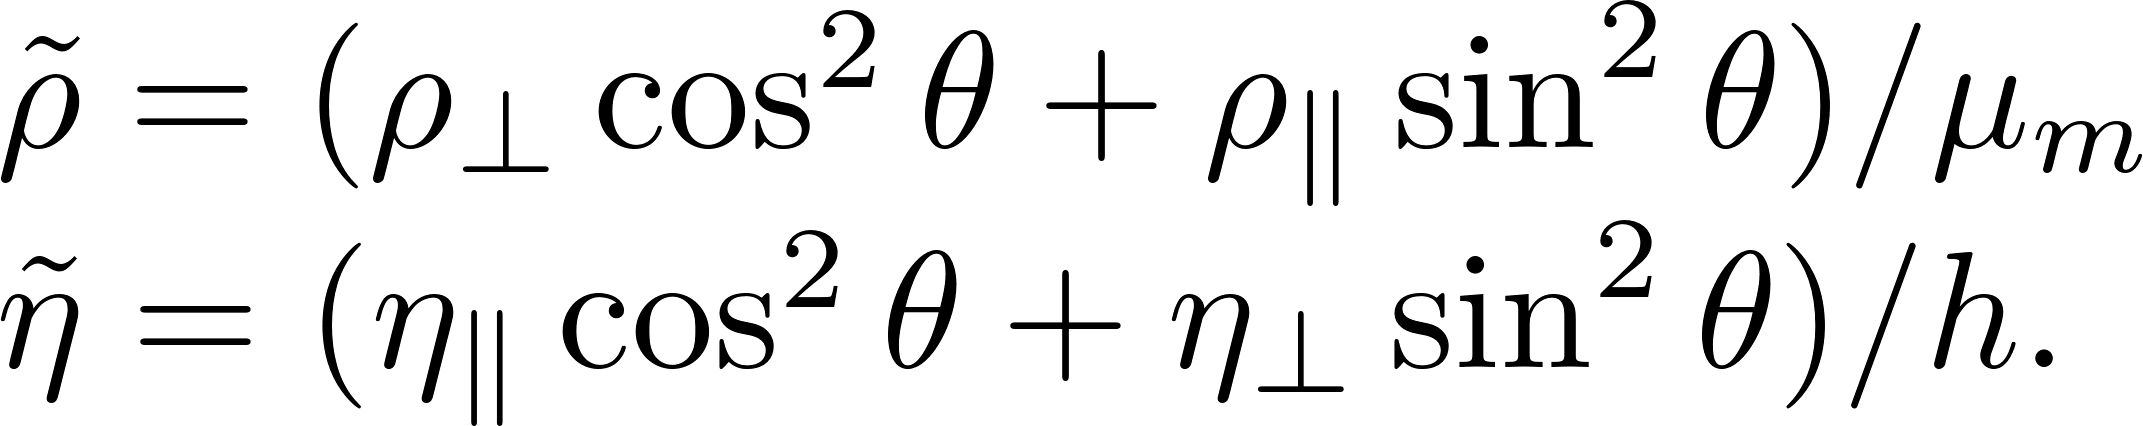 ρ̃ = (ρ⊥ cos² θ + ρ∥ sin² θ)/μₘ
η̃ = (η∥ cos² θ + η⊥ sin² θ)/h.